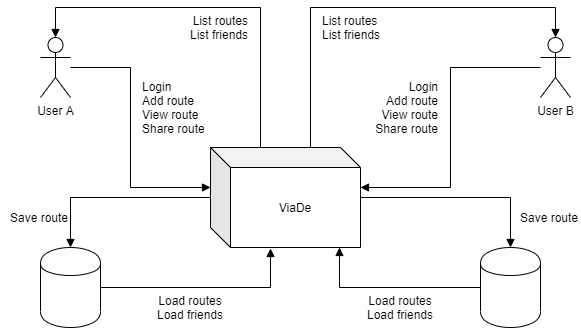 List routes
List friends
List routes
List friends
User A
Login
Add route
View route
Share route
Login
Add route
View route
Share route
User B
ViaDe
Save route
Save route
Load routes
Load friends
Load routes
Load friends